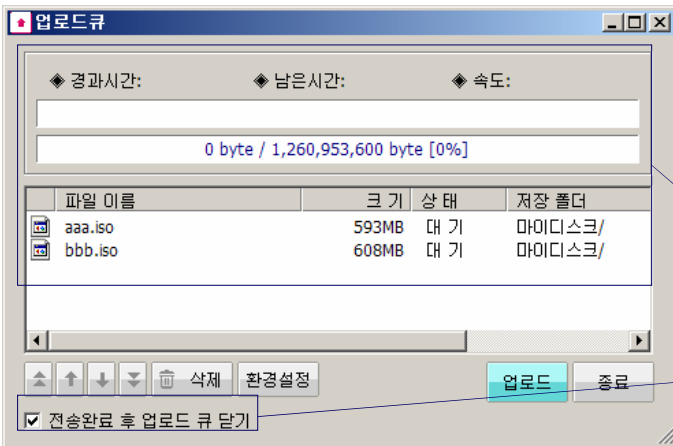 업로드큐
◈ 경과시간: ◈ 남은시간: ◈ 속도:
0 byte / 1,260,953,600 byte [0%]
파일 이름 크 기 상 태 저장 폴더
aaa.iso 593MB 대 기 마이디스크/
bbb.iso 608MB 대 기 마이디스크/
삭제 환경설정 업로드 종료
전송완료 후 업로드 큐 닫기